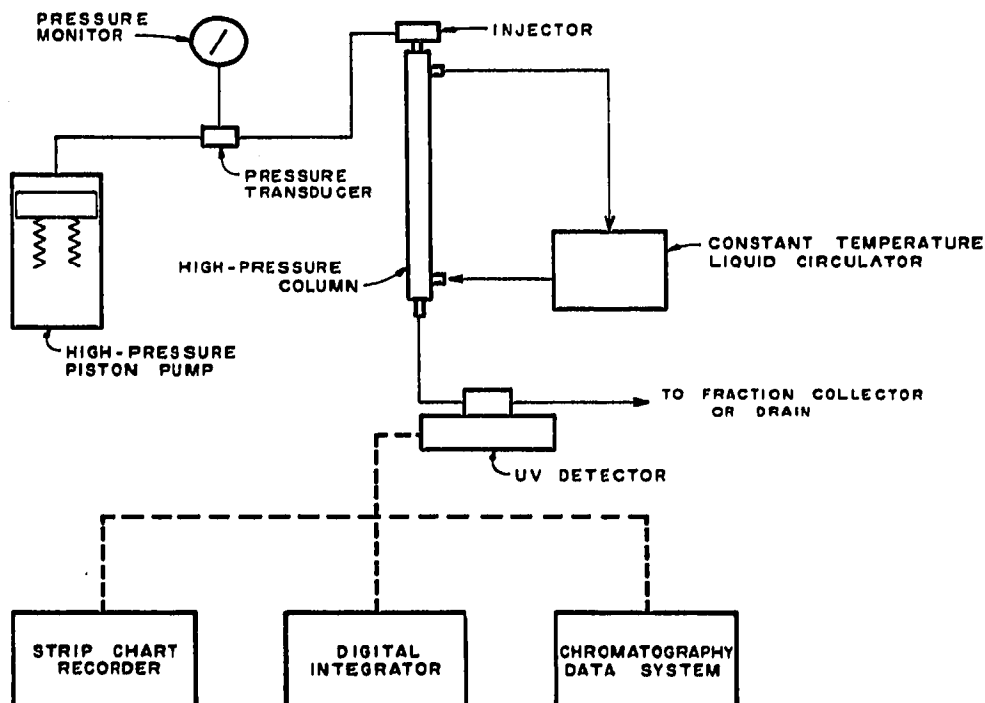 PRESSURE
MONITOR
INJECTOR
PRESSURE
TRANSDUCER
HIGH-PRESSURE
COLUMN
CONSTANT TEMPERATURE
LIQUID CIRCULATOR
HIGH-PRESSURE
PISTON PUMP
TO FRACTION COLLECTOR
OR DRAIN
UV DETECTOR
STRIP CHART
RECORDER
DIGITAL
INTEGRATOR
CHROMATOGRAPHY
DATA SYSTEM